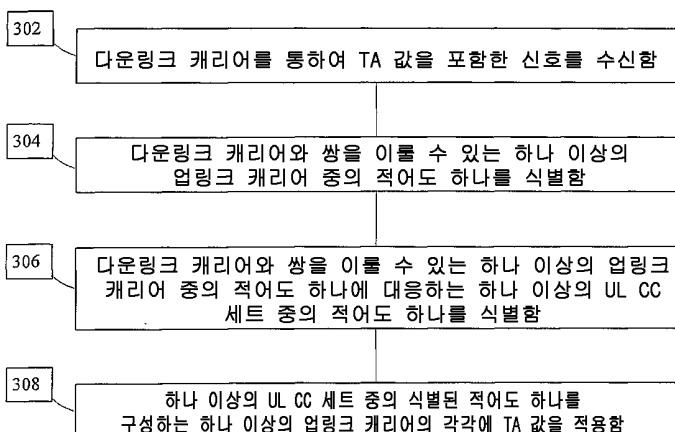 302
다운링크 캐리어를 통하여 TA 값을 포함한 신호를 수신함
304
다운링크 캐리어와 쌍을 이룰 수 있는 하나 이상의
업링크 캐리어 중의 적어도 하나를 식별함
306
다운링크 캐리어와 쌍을 이룰 수 있는 하나 이상의 업링크
캐리어 중의 적어도 하나에 대응하는 하나 이상의 UL CC
세트 중의 적어도 하나를 식별함
308
하나 이상의 UL CC 세트 중의 식별된 적어도 하나를
구성하는 하나 이상의 업링크 캐리어의 각각에 TA 값을 적용함